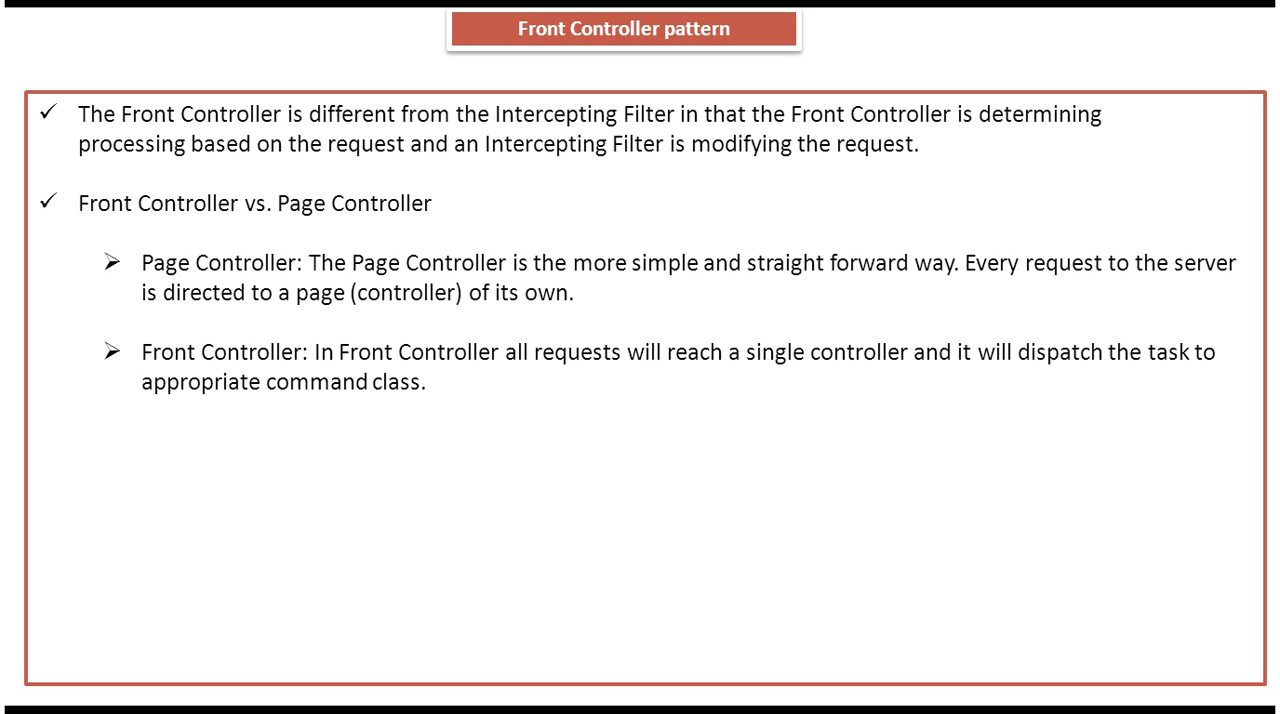 Front Controller pattern
✓ The Front Controller is different from the Intercepting Filter in that the Front Controller is determining
processing based on the request and an Intercepting Filter is modifying the request.
✓ Front Controller vs. Page Controller
➢ Page Controller: The Page Controller is the more simple and straight forward way. Every request to the server
is directed to a page (controller) of its own.
➢ Front Controller: In Front Controller all requests will reach a single controller and it will dispatch the task to
appropriate command class.